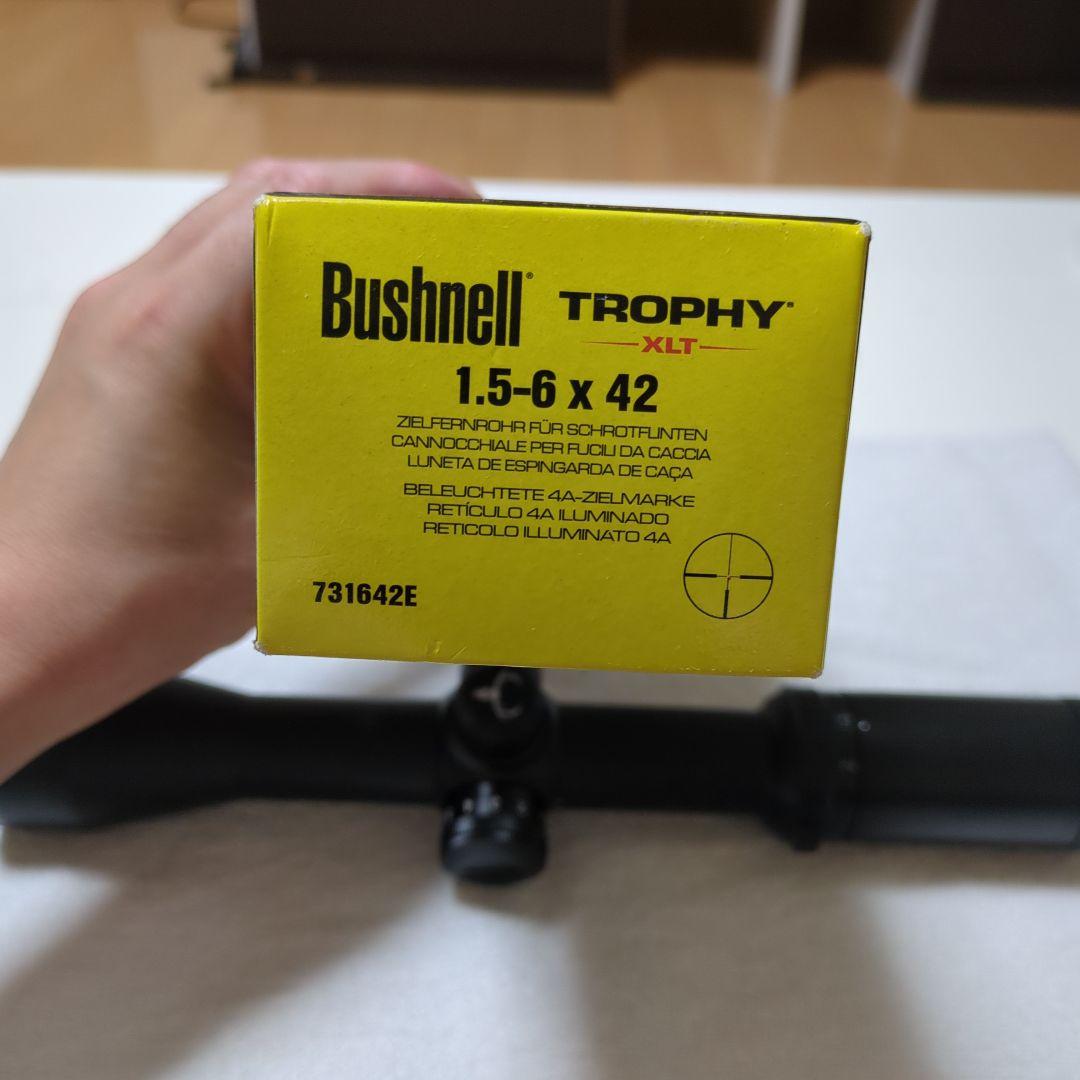 Bushnell®
TROPHY®
XLT
1.5-6 x 42
ZIELFERNROHR FÜR SCHROTFLINTEN
CANNOCCHIALE PER FUCILI DA CACCIA
LUNETA DE ESPINGARDA DE CAÇA
BELEUCHTETE 4A-ZIELMARKE
RETÍCULO 4A ILUMINADO
RETICOLO ILLUMINATO 4A
731642E